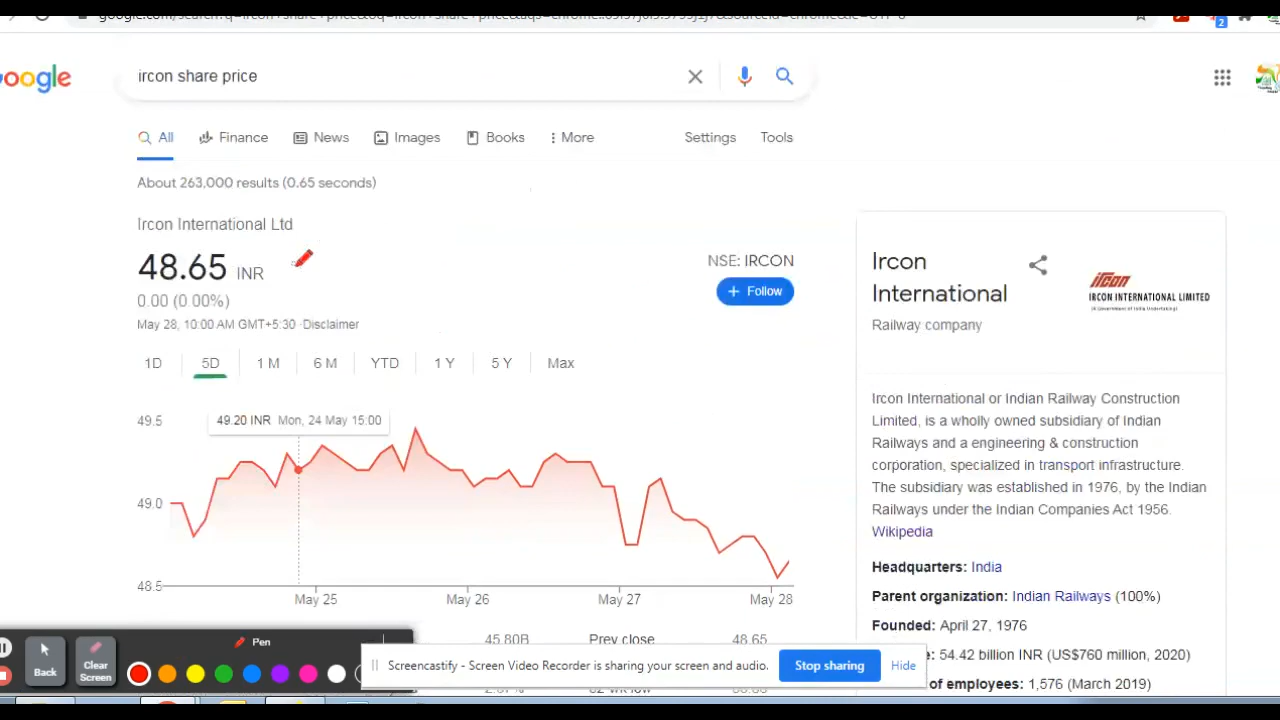 oogle
ircon share price
2
All
Finance
News
Images
Books
More
Settings
Tools
About 263,000 results (0.65 seconds)
Ircon International Ltd
48.65 INR
0.00 (0.00%)
May 28, 10:00 AM GMT+5:30 · Disclaimer
NSE: IRCON
+ Follow
1D
5D
1 M
6 M
YTD
1 Y
5 Y
Max
49.20 INR Mon, 24 May 15:00
49.5
49.0
48.5
May 25
May 26
May 27
May 28
45.80B
Prev close
48.65
Ircon
International
Railway company
ircon
IRCON INTERNATIONAL LIMITED
Ircon International or Indian Railway Construction
Limited, is a wholly owned subsidiary of Indian
Railways and a engineering & construction
corporation, specialized in transport infrastructure.
The subsidiary was established in 1976, by the Indian
Railways under the Indian Companies Act 1956.
Wikipedia
Headquarters: India
Parent organization: Indian Railways (100%)
Founded: April 27, 1976
54.42 billion INR (US$760 million, 2020)
of employees: 1,576 (March 2019)
Pen
Back
Clear
Screen
Screencastify - Screen Video Recorder is sharing your screen and audio.
Stop sharing
Hide